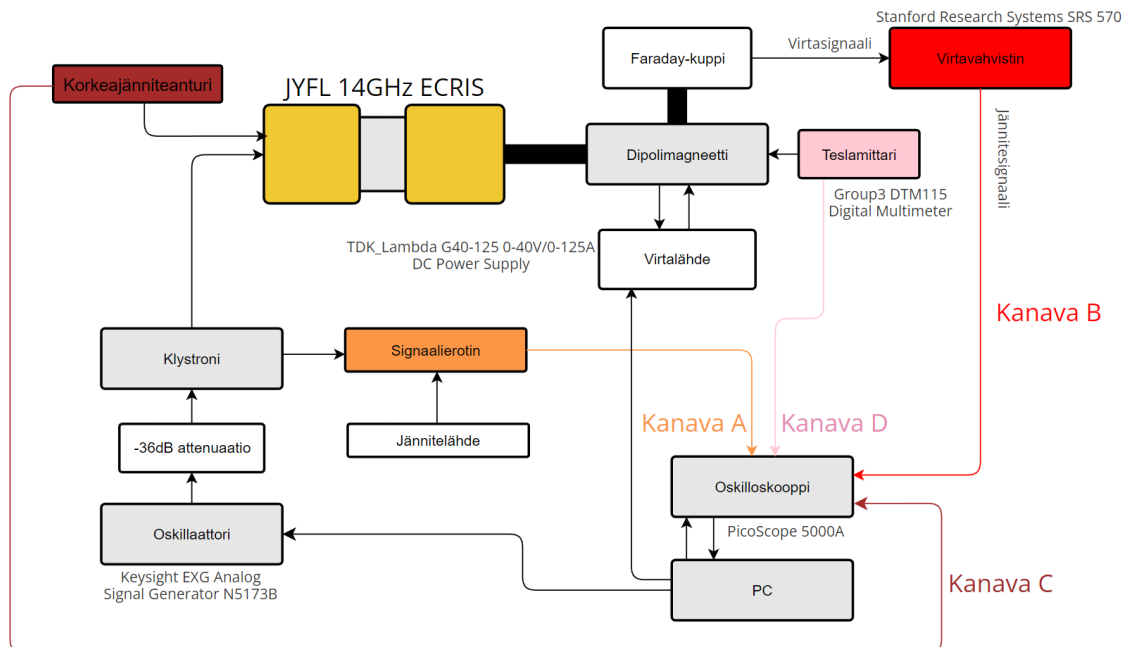 Stanford Research Systems SRS 570
Faraday-kuppi
Virtasignaali
Virtavahvistin
Korkeajänniteanturi
JYFL 14GHz ECRIS
Jännitesignaali
Dipolimagneetti
Teslamittari
Group3 DTM115
Digital Multimeter
TDK_Lambda G40-125 0-40V/0-125A
DC Power Supply
Virtalähde
Kanava B
Klystroni
Signaalierotin
Kanava A
Kanava D
-36dB attenuaatio
Jännitelähde
Oskilloskooppi
PicoScope 5000A
Oskillaattori
Keysight EXG Analog
Signal Generator N5173B
PC
Kanava C